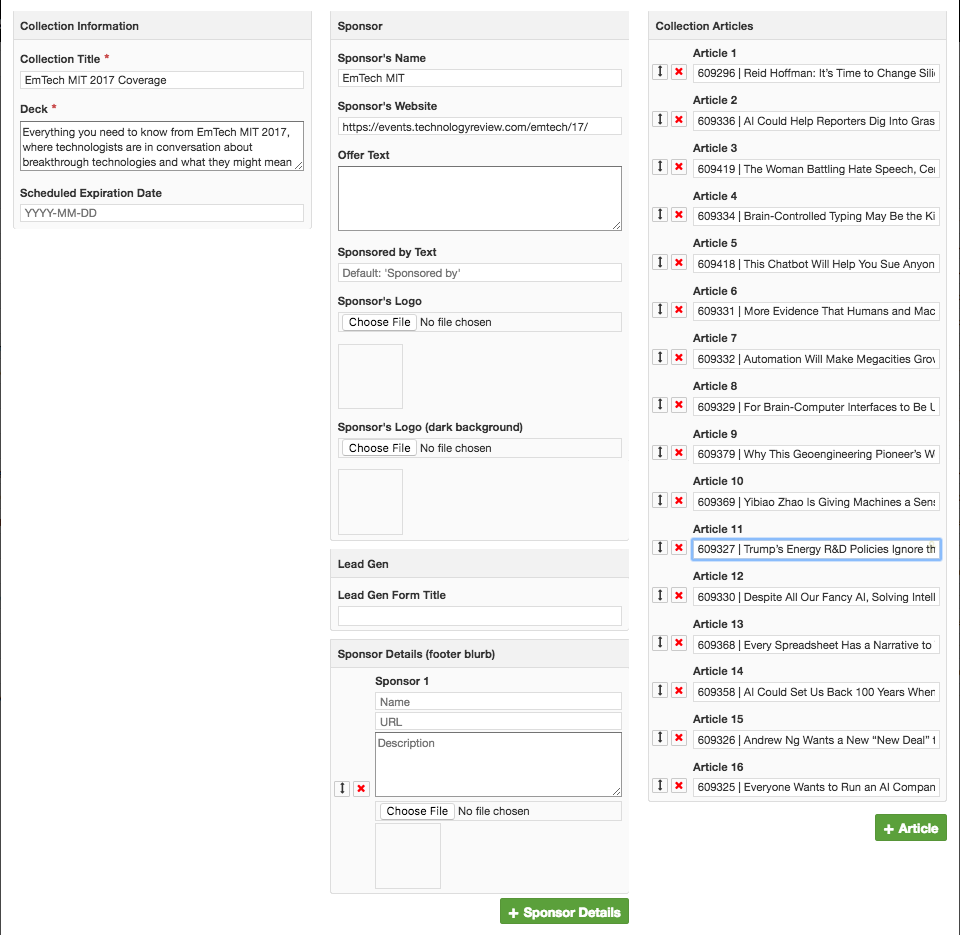 Collection Information
Collection Title *
EmTech MIT 2017 Coverage
Deck *
Everything you need to know from EmTech MIT 2017,
where technologists are in conversation about
breakthrough technologies and what they might mean
Scheduled Expiration Date
YYYY-MM-DD
Sponsor
Sponsor's Name
EmTech MIT
Sponsor's Website
https://events.technologyreview.com/emtech/17/
Offer Text
Sponsored by Text
Default: 'Sponsored by'
Sponsor's Logo
Choose File No file chosen
Sponsor's Logo (dark background)
Choose File No file chosen
Lead Gen
Lead Gen Form Title
Sponsor Details (footer blurb)
Sponsor 1
Name
URL
Description
Choose File No file chosen
+ Sponsor Details
Collection Articles
Article 1
609296 | Reid Hoffman: It’s Time to Change Sili
Article 2
609336 | AI Could Help Reporters Dig Into Gras
Article 3
609419 | The Woman Battling Hate Speech, Cen
Article 4
609334 | Brain-Controlled Typing May Be the Ki
Article 5
609418 | This Chatbot Will Help You Sue Anyon
Article 6
609331 | More Evidence That Humans and Mac
Article 7
609332 | Automation Will Make Megacities Grov
Article 8
609329 | For Brain-Computer Interfaces to Be U
Article 9
609379 | Why This Geoengineering Pioneer’s W
Article 10
609369 | Yibiao Zhao Is Giving Machines a Sens
Article 11
609327 | Trump’s Energy R&D Policies Ignore th
Article 12
609330 | Despite All Our Fancy AI, Solving Intell
Article 13
609368 | Every Spreadsheet Has a Narrative to
Article 14
609358 | AI Could Set Us Back 100 Years When
Article 15
609326 | Andrew Ng Wants a New “New Deal” t
Article 16
609325 | Everyone Wants to Run an AI Compan
+ Article